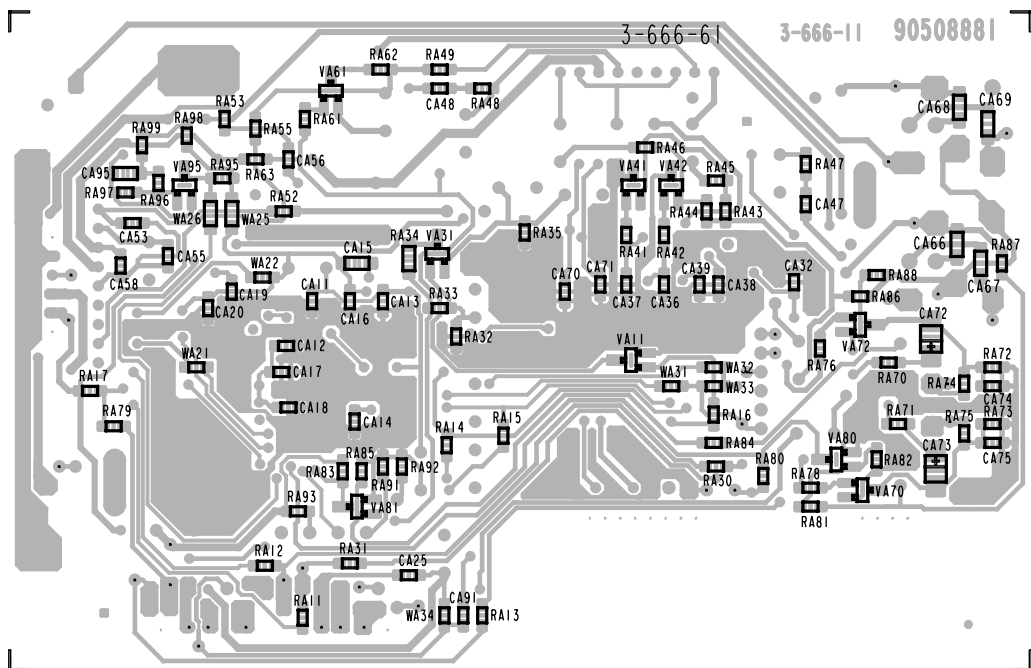 3-666-61 3-666-11 90508881
RA62 RA49
VA61
CA48 RA48
RA53 RA61
RA99 RA98 RA55
CA68 CA69
RA46
CA95 VA95 RA95 RA63 CA56
VA41 VA42 RA45 RA47
RA97 RA96
WA26 WA25 RA52
RA44 RA43 CA47
CA53
RA35
RA34 VA31
RA41 RA42
CA66 RA87
CA55 CA58
CA15
WA22
CA70 CA71 CA39 CA32
RA88 CA67
CA19 CA11
CA37 CA36 CA38
RA86
CA20 CA16 CA13 RA33
CA72
CA12 RA32
VA11
RA76 VA72
WA21 CA17
WA31 WA32
RA70 RA72
RA17 WA33
RA74 CA74
CA18
RA79 CA14
RA14 RA15 RA16
RA71 RA75 RA73
RA84
CA73 CA75
RA83 RA85 RA91 RA92
RA30 RA80
VA80 RA82
RA78
RA93 VA81
VA70
RA81
RA12 RA31
CA25
RA11
WA34 CA91 RA13